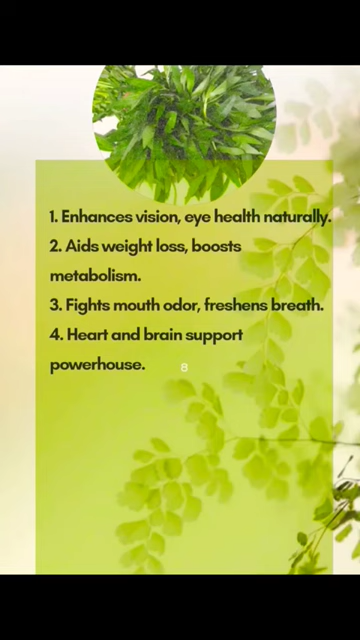 1. Enhances vision, eye health naturally.
2. Aids weight loss, boosts
metabolism.
3. Fights mouth odor, freshens breath.
4. Heart and brain support
powerhouse.
8